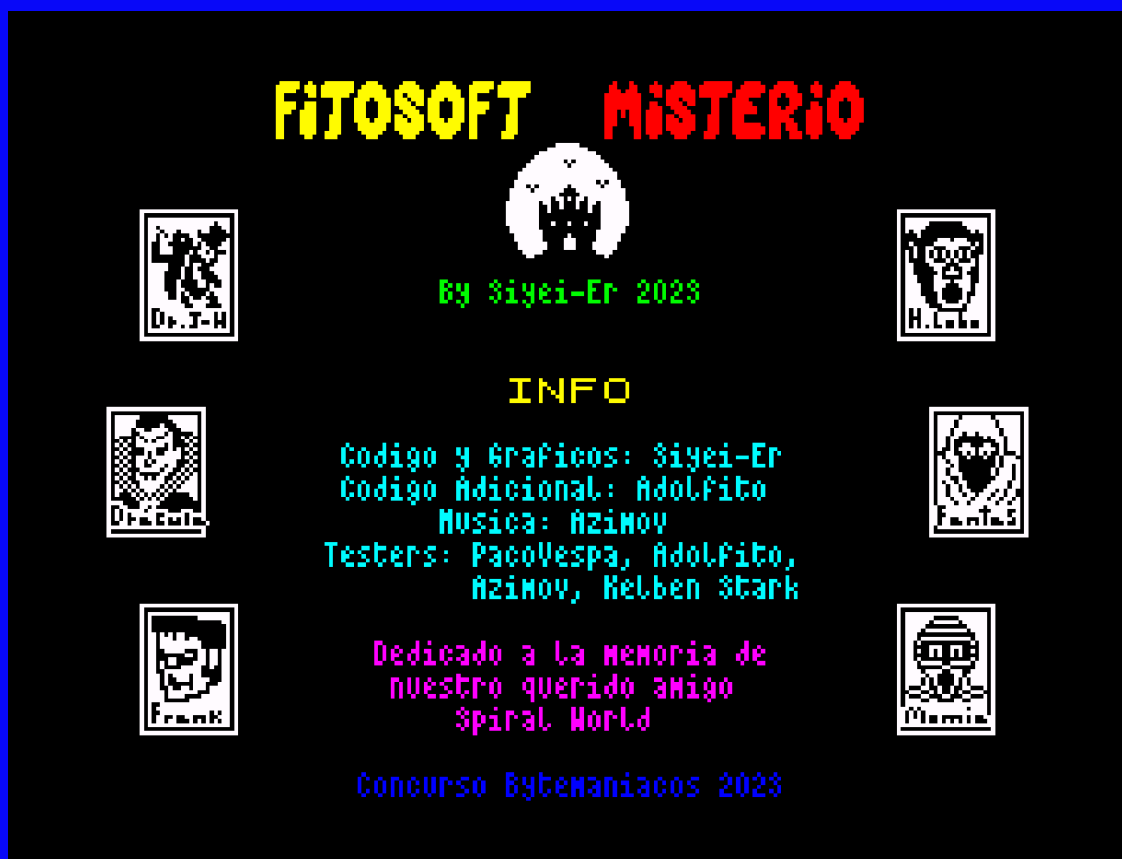 FiTOSOFT MiSTERiO
By Siyei-Er 2023
Dr.J-H
H.Lobo
INFO
Dracula
Codigo y Graficos: Siyei-Er
Codigo Adicional: Adolfito
Musica: Azimov
Fantas
Testers: PacoVespa, Adolfito,
Azimov, Kelben Stark
Frank
Dedicado a la memoria de
nuestro querido amigo
Spiral World
Momia
Concurso Bytemaniacos 2023